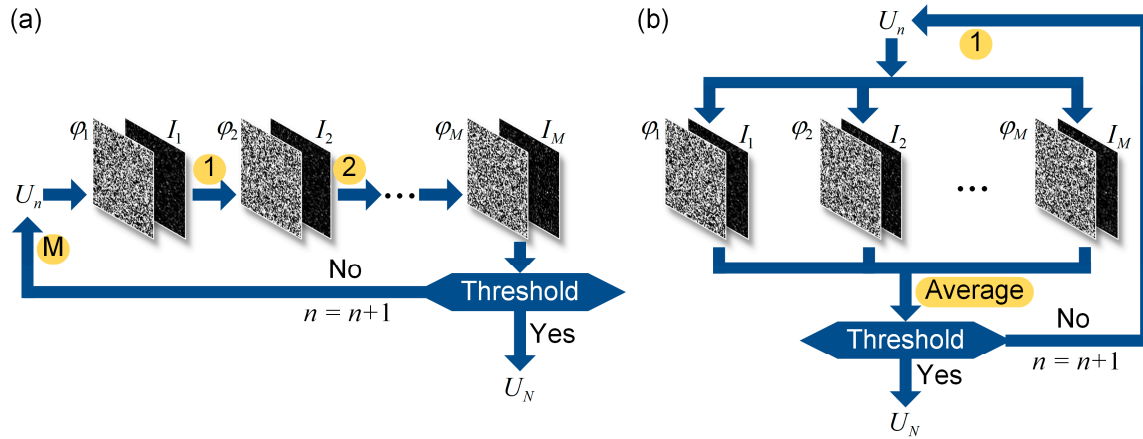 (a)
φ1 I1 φ2 I2 φM IM
1 2 ...
Un
M
No
n = n+1
Threshold
Yes
UN
(b)
Un
1
φ1 I1 φ2 I2 φM IM
...
Average
Threshold
No
n = n+1
Yes
UN